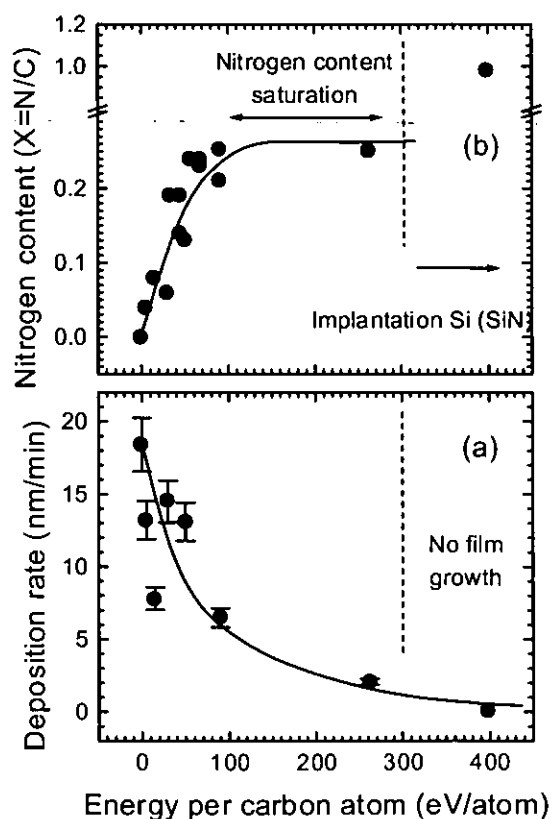 1.2
1.0
0.2
0.1
0.0
Nitrogen content (X=N/C)
Nitrogen content
saturation
(b)
Implantation Si (SiN)
20
15
10
5
0
Deposition rate (nm/min)
(a)
No film
growth
0 100 200 300 400
Energy per carbon atom (eV/atom)